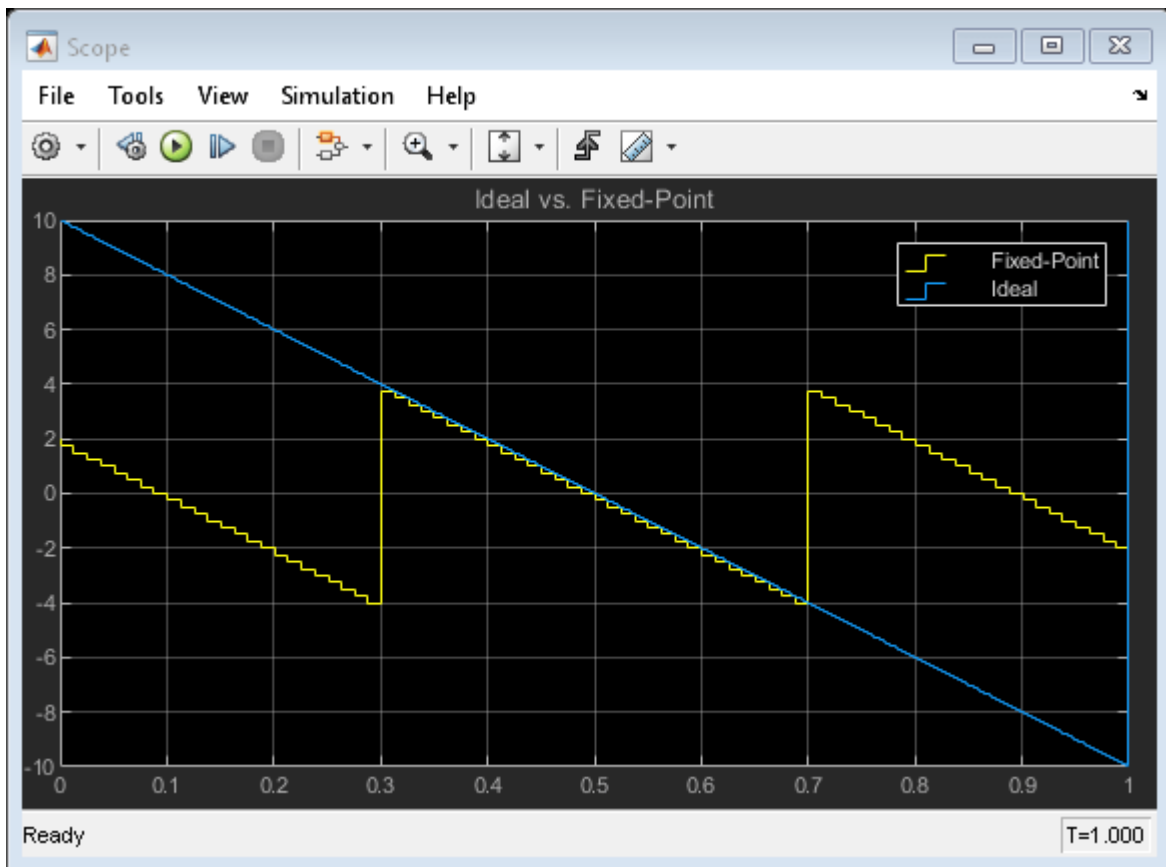 Scope
File Tools View Simulation Help
Ideal vs. Fixed-Point
10
8
6
4
2
0
-2
-4
-6
-8
-10
Fixed-Point
Ideal
0 0.1 0.2 0.3 0.4 0.5 0.6 0.7 0.8 0.9 1
Ready T=1.000